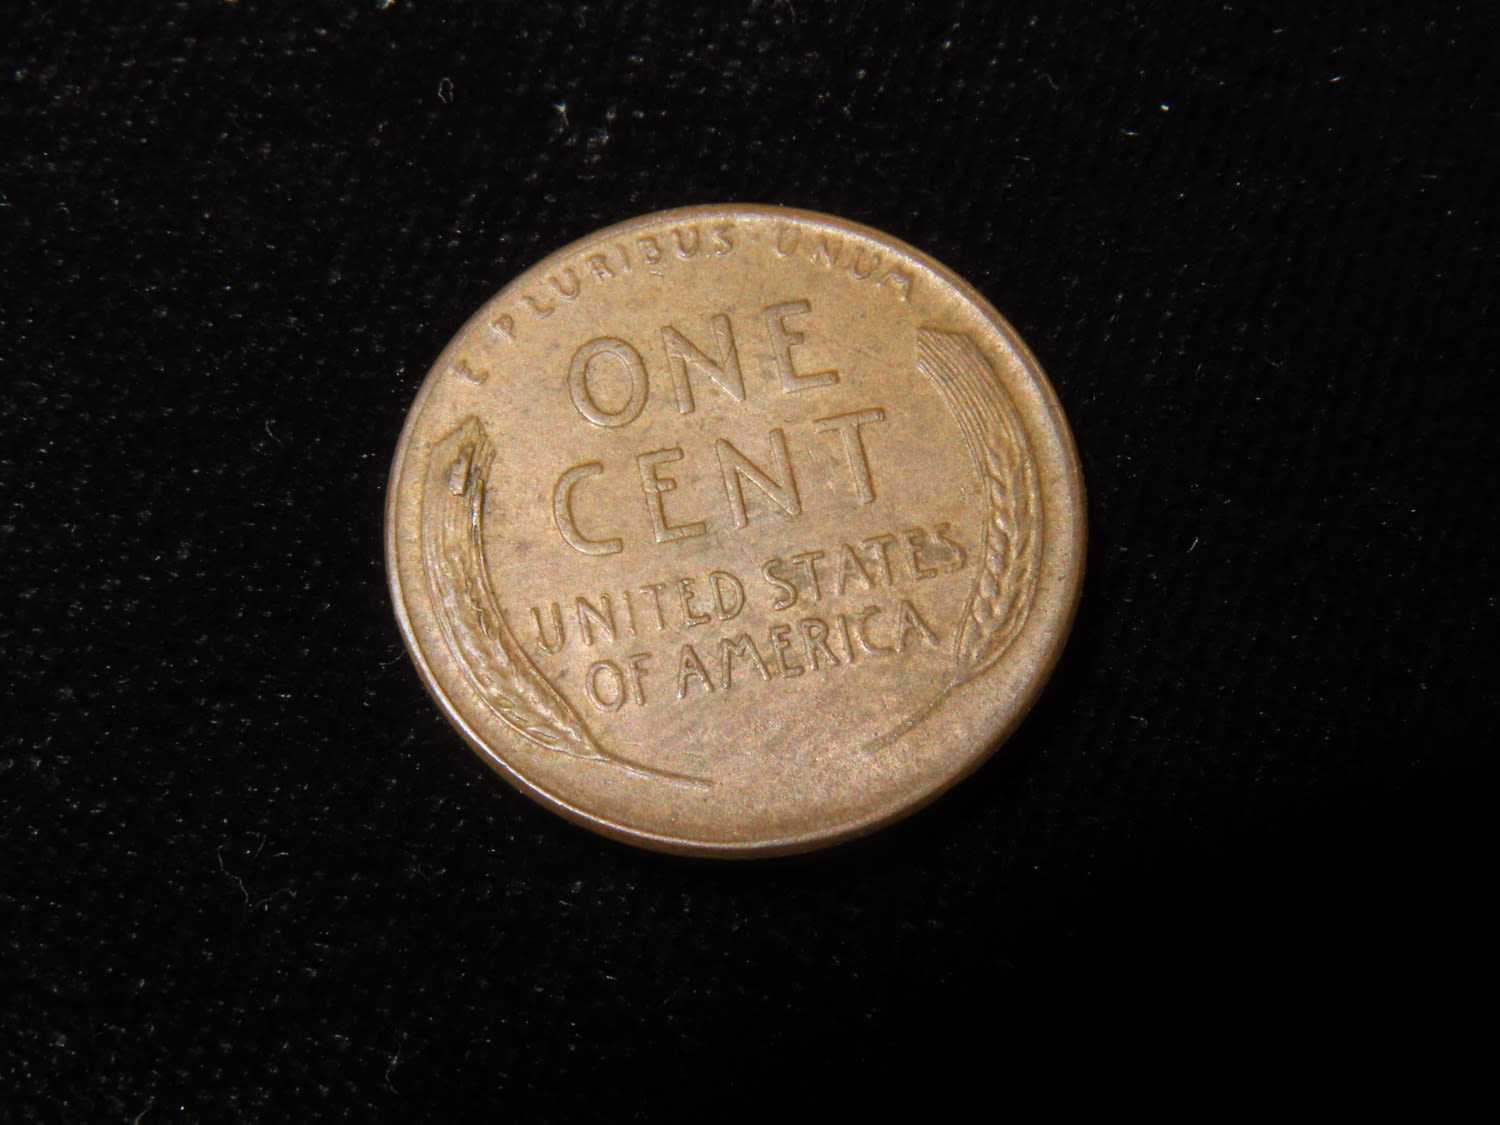 E PLURIBUS UNUM
ONE
CENT
UNITED STATES
OF AMERICA